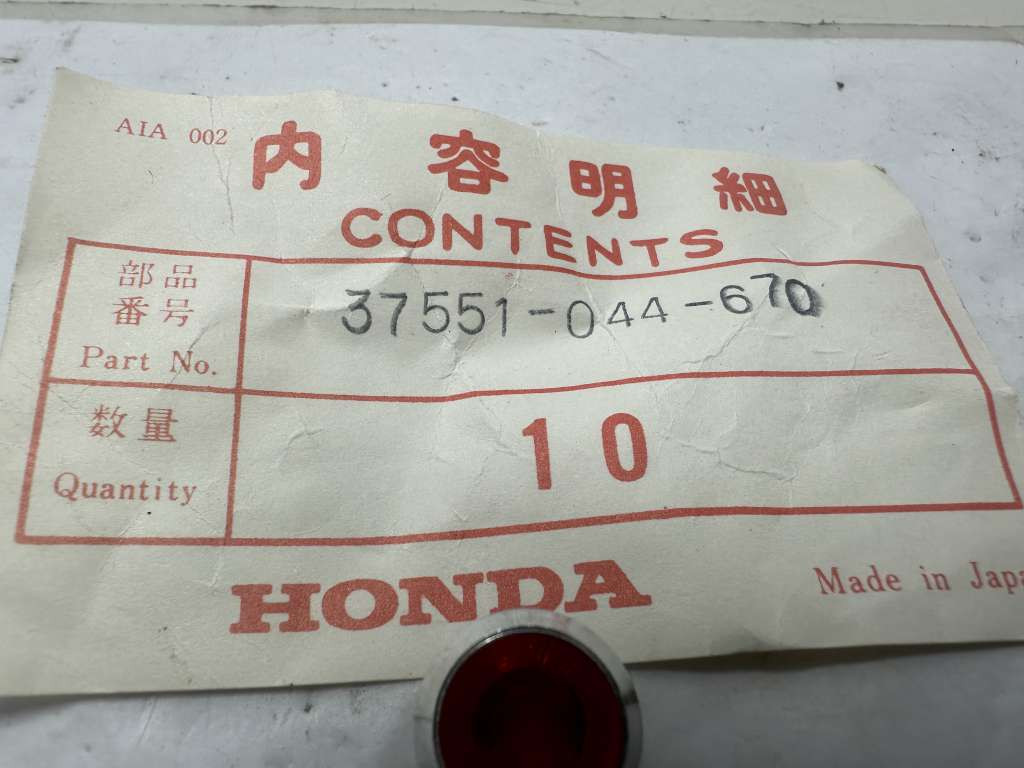 AIA 002
内容明細
CONTENTS
部品
番号
Part No.
37551-044-670
数量
Quantity
10
HONDA
Made in Japa